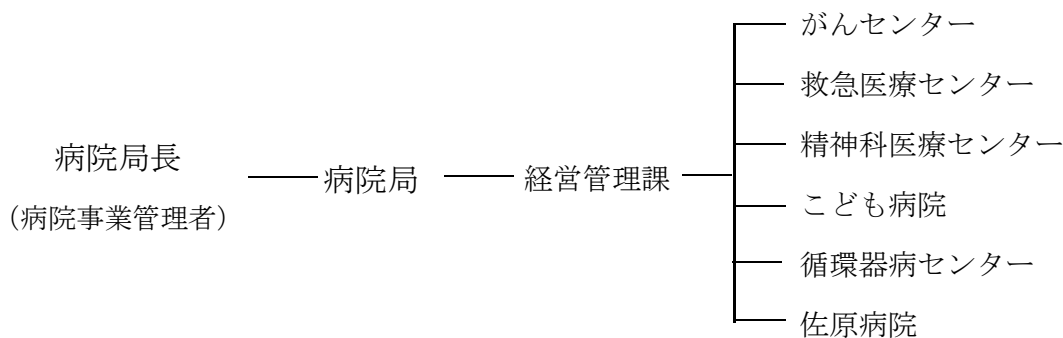 病院局長
(病院事業管理者)
病院局
経営管理課
がんセンター
救急医療センター
精神科医療センター
こども病院
循環器病センター
佐原病院